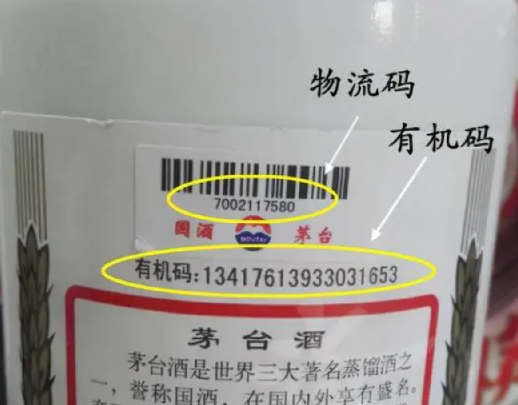 物流码
有机码
7002117580
国酒 MOUTAI 茅台
有机码:13417613933031653
茅台酒
茅台酒是世界三大著名蒸馏酒之
一，誉称国酒，在国内外享有盛名。